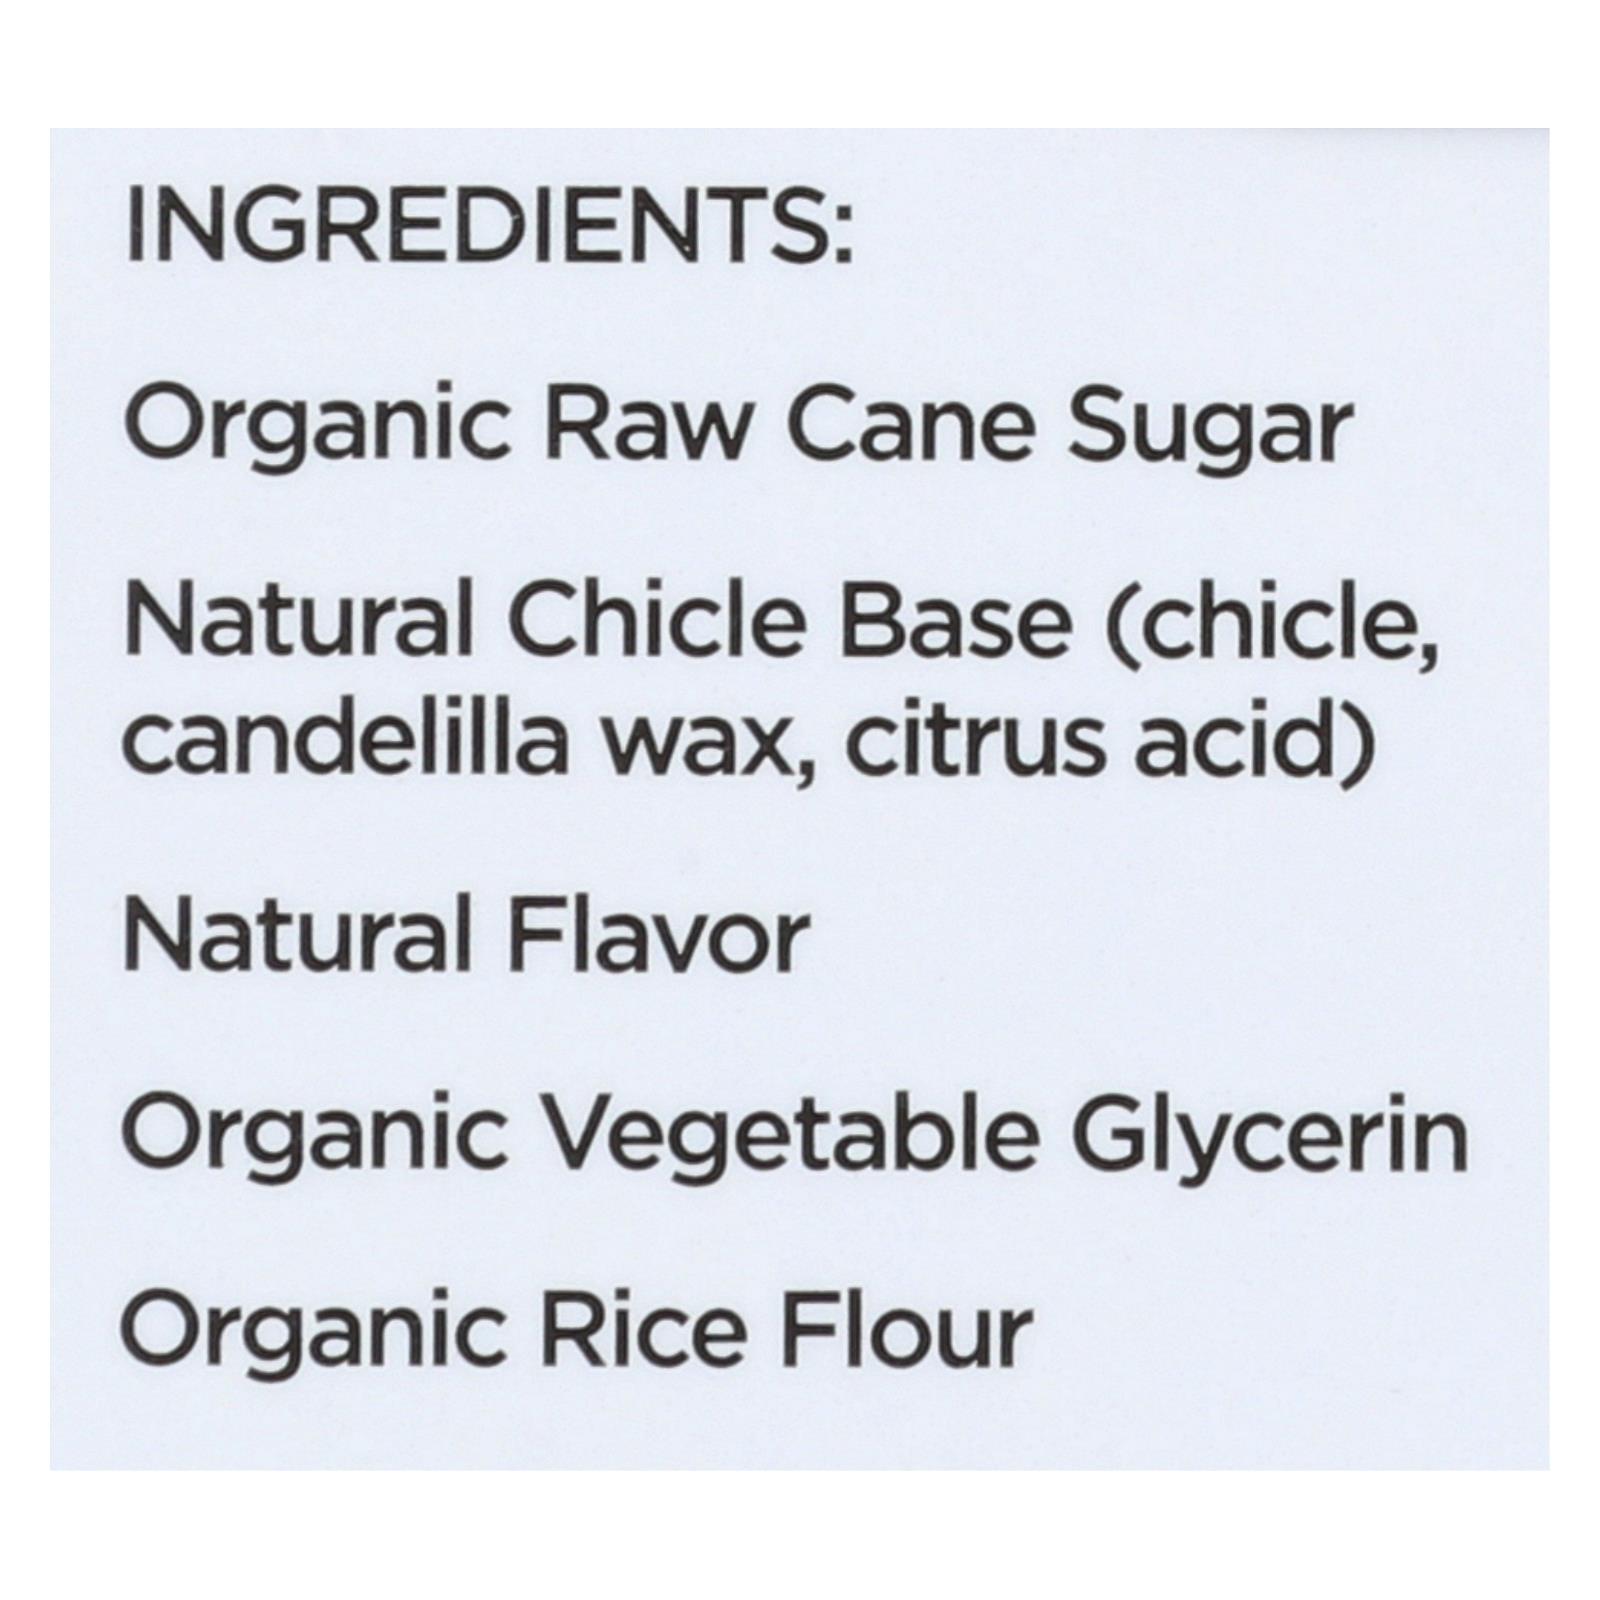 INGREDIENTS:
Organic Raw Cane Sugar
Natural Chicle Base (chicle,
candelilla wax, citrus acid)
Natural Flavor
Organic Vegetable Glycerin
Organic Rice Flour